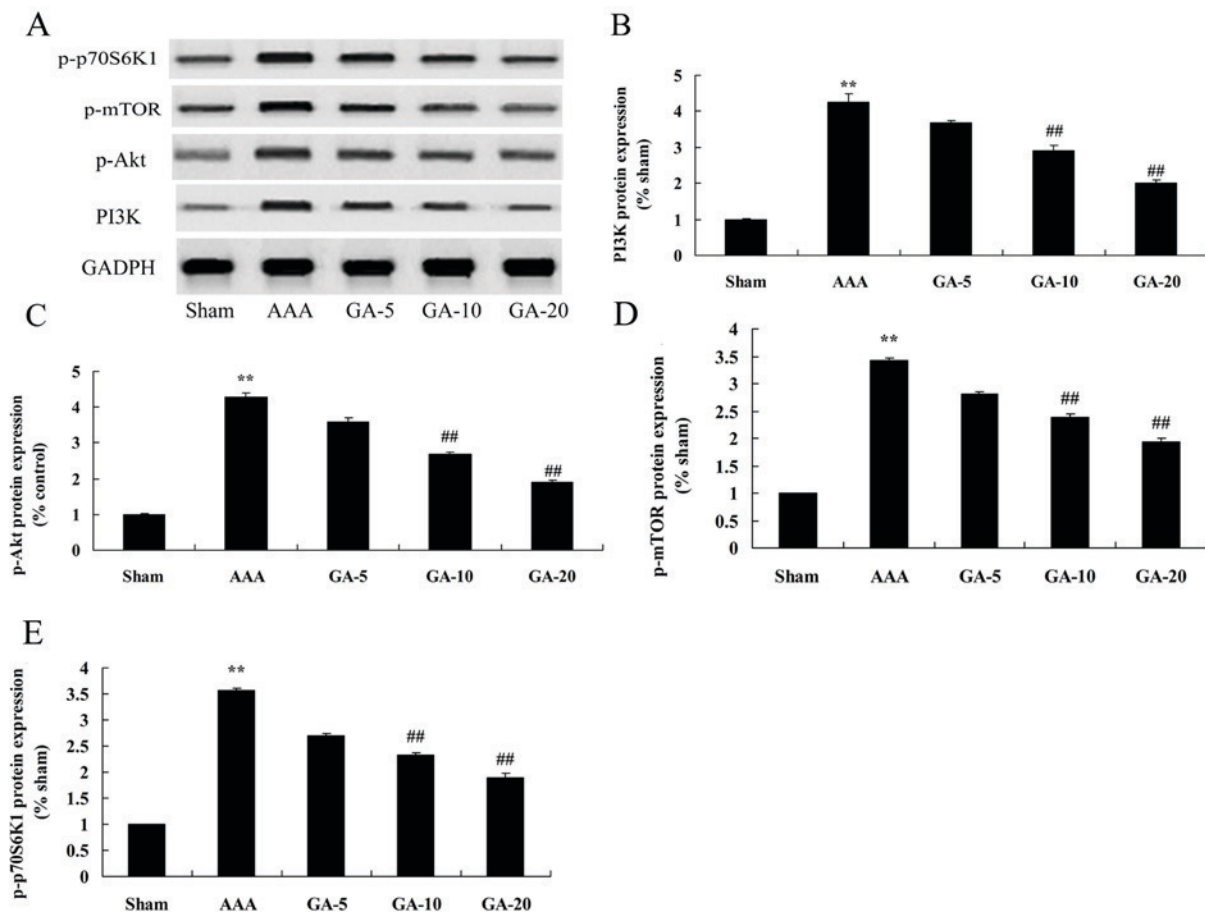 A
p-p70S6K1
p-mTOR
p-Akt
PI3K
GADPH
Sham AAA GA-5 GA-10 GA-20
B
PI3K protein expression
(% sham)
5
4
3
2
1
0
**
##
##
Sham AAA GA-5 GA-10 GA-20
C
p-Akt protein expression
(% control)
5
4
3
2
1
0
**
##
##
Sham AAA GA-5 GA-10 GA-20
D
p-mTOR protein expression
(% sham)
4
3.5
3
2.5
2
1.5
1
0.5
0
**
##
##
Sham AAA GA-5 GA-10 GA-20
E
p-p70S6K1 protein expression
(% sham)
4
3.5
3
2.5
2
1.5
1
0.5
0
**
##
##
Sham AAA GA-5 GA-10 GA-20